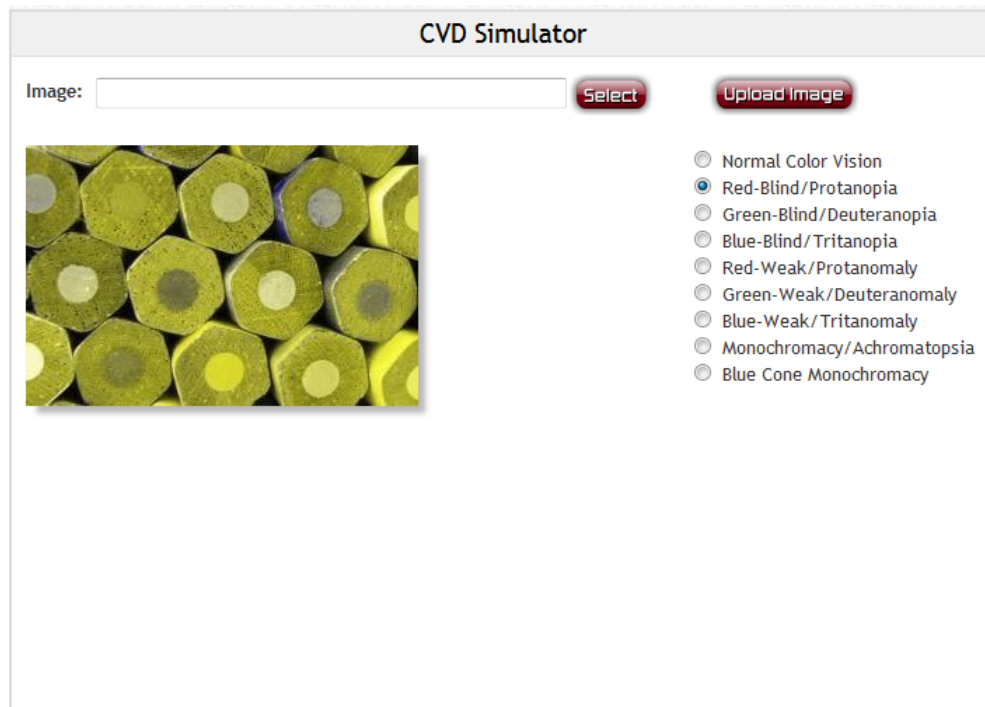 CVD Simulator
Image: Select Upload Image
Normal Color Vision
Red-Blind/Protanopia
Green-Blind/Deuteranopia
Blue-Blind/Tritanopia
Red-Weak/Protanomaly
Green-Weak/Deuteranomaly
Blue-Weak/Tritanomaly
Monochromacy/Achromatopsia
Blue Cone Monochromacy